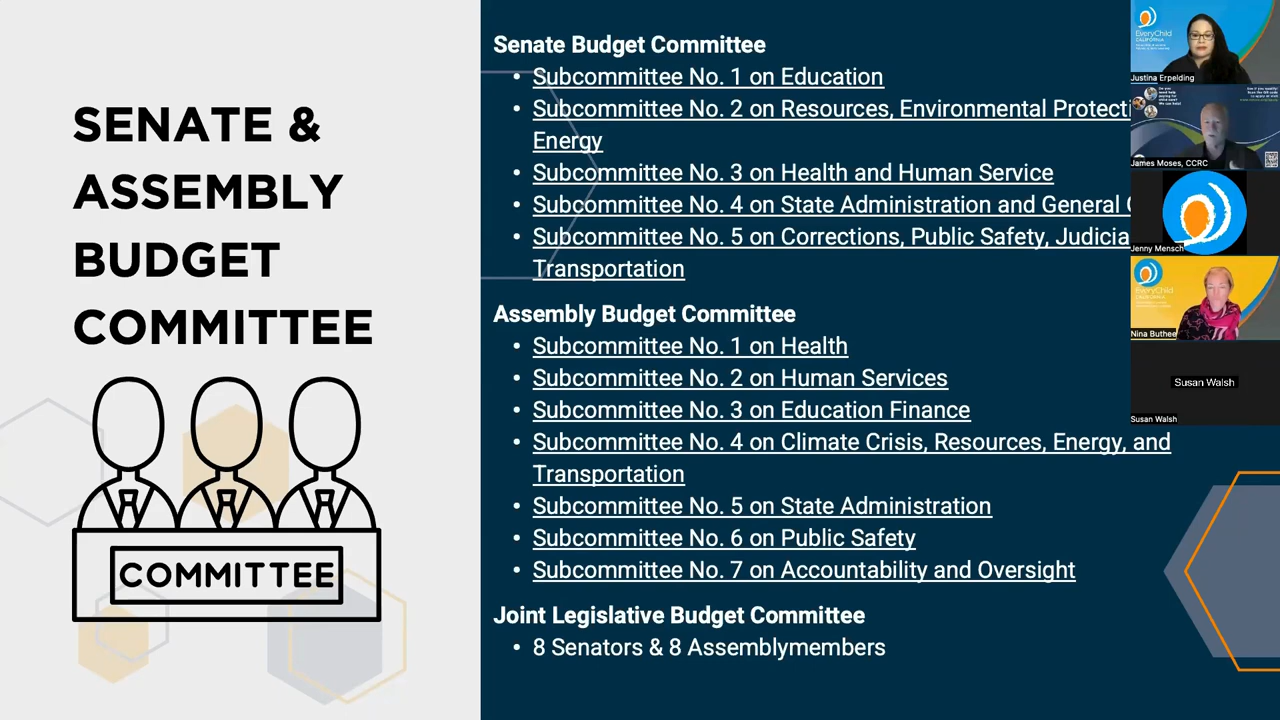 SENATE &
ASSEMBLY
BUDGET
COMMITTEE
COMMITTEE
Senate Budget Committee
• Subcommittee No. 1 on Education
• Subcommittee No. 2 on Resources, Environmental Protecti
Energy
• Subcommittee No. 3 on Health and Human Service
• Subcommittee No. 4 on State Administration and General
• Subcommittee No. 5 on Corrections, Public Safety, Judicia
Transportation
Assembly Budget Committee
• Subcommittee No. 1 on Health
• Subcommittee No. 2 on Human Services
• Subcommittee No. 3 on Education Finance
• Subcommittee No. 4 on Climate Crisis, Resources, Energy, and
Transportation
• Subcommittee No. 5 on State Administration
• Subcommittee No. 6 on Public Safety
• Subcommittee No. 7 on Accountability and Oversight
Joint Legislative Budget Committee
• 8 Senators & 8 Assemblymembers
EveryChild
CALIFORNIA
Justina Erpelding
James Moses, CCRC
Jenny Mensch
EveryChild
CALIFORNIA
Nina Buthee
Susan Walsh
Susan Walsh